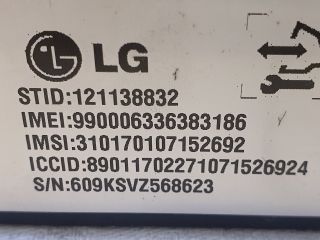 LG
STID:121138832
IMEI:990006336383186
IMSI:310170107152692
ICCID:89011702271071526924
S/N:609KSVZ568623